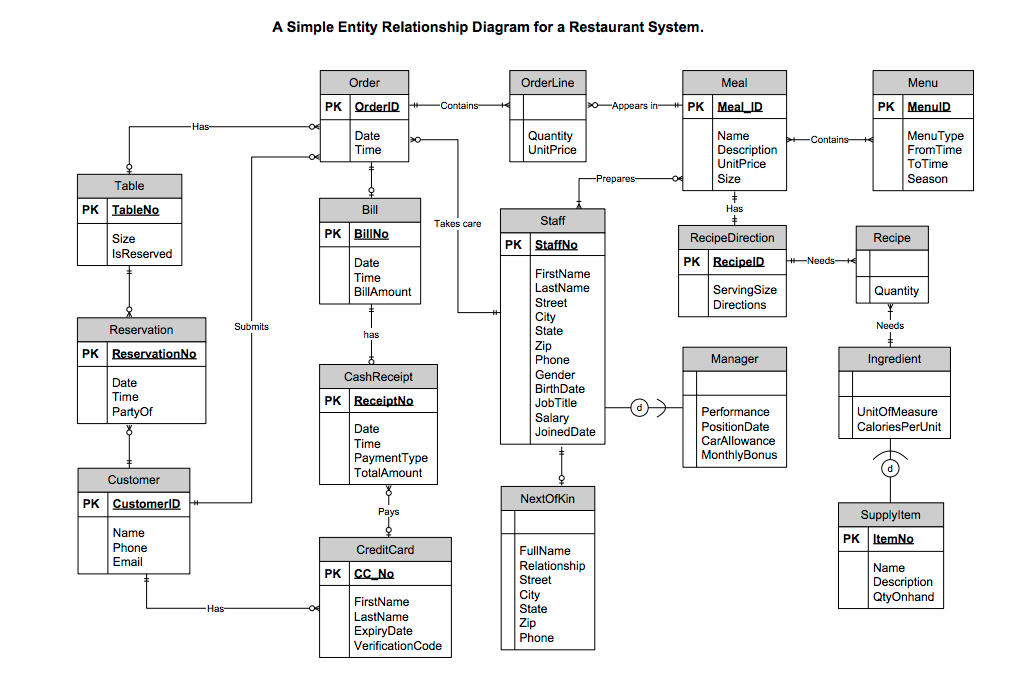 A Simple Entity Relationship Diagram for a Restaurant System.
Order
PK OrderID
Date
Time
Contains
OrderLine
Quantity
UnitPrice
Appears in
Meal
PK Meal_ID
Name
Description
UnitPrice
Size
Contains
Menu
PK MenuID
MenuType
FromTime
ToTime
Season
Has
Table
PK TableNo
Size
IsReserved
Bill
PK BillNo
Date
Time
BillAmount
Takes care
Prepares
Staff
PK StaffNo
FirstName
LastName
Street
City
State
Zip
Phone
Gender
BirthDate
JobTitle
Salary
JoinedDate
Has
RecipeDirection
PK RecipeID
ServingSize
Directions
Needs
Recipe
Quantity
Needs
Reservation
PK ReservationNo
Date
Time
PartyOf
Submits
has
CashReceipt
PK ReceiptNo
Date
Time
PaymentType
TotalAmount
d
Manager
Performance
PositionDate
CarAllowance
MonthlyBonus
Ingredient
UnitOfMeasure
CaloriesPerUnit
d
Customer
PK CustomerID
Name
Phone
Email
Has
Pays
CreditCard
PK CC_No
FirstName
LastName
ExpiryDate
VerificationCode
NextOfKin
FullName
Relationship
Street
City
State
Zip
Phone
SupplyItem
PK ItemNo
Name
Description
QtyOnhand